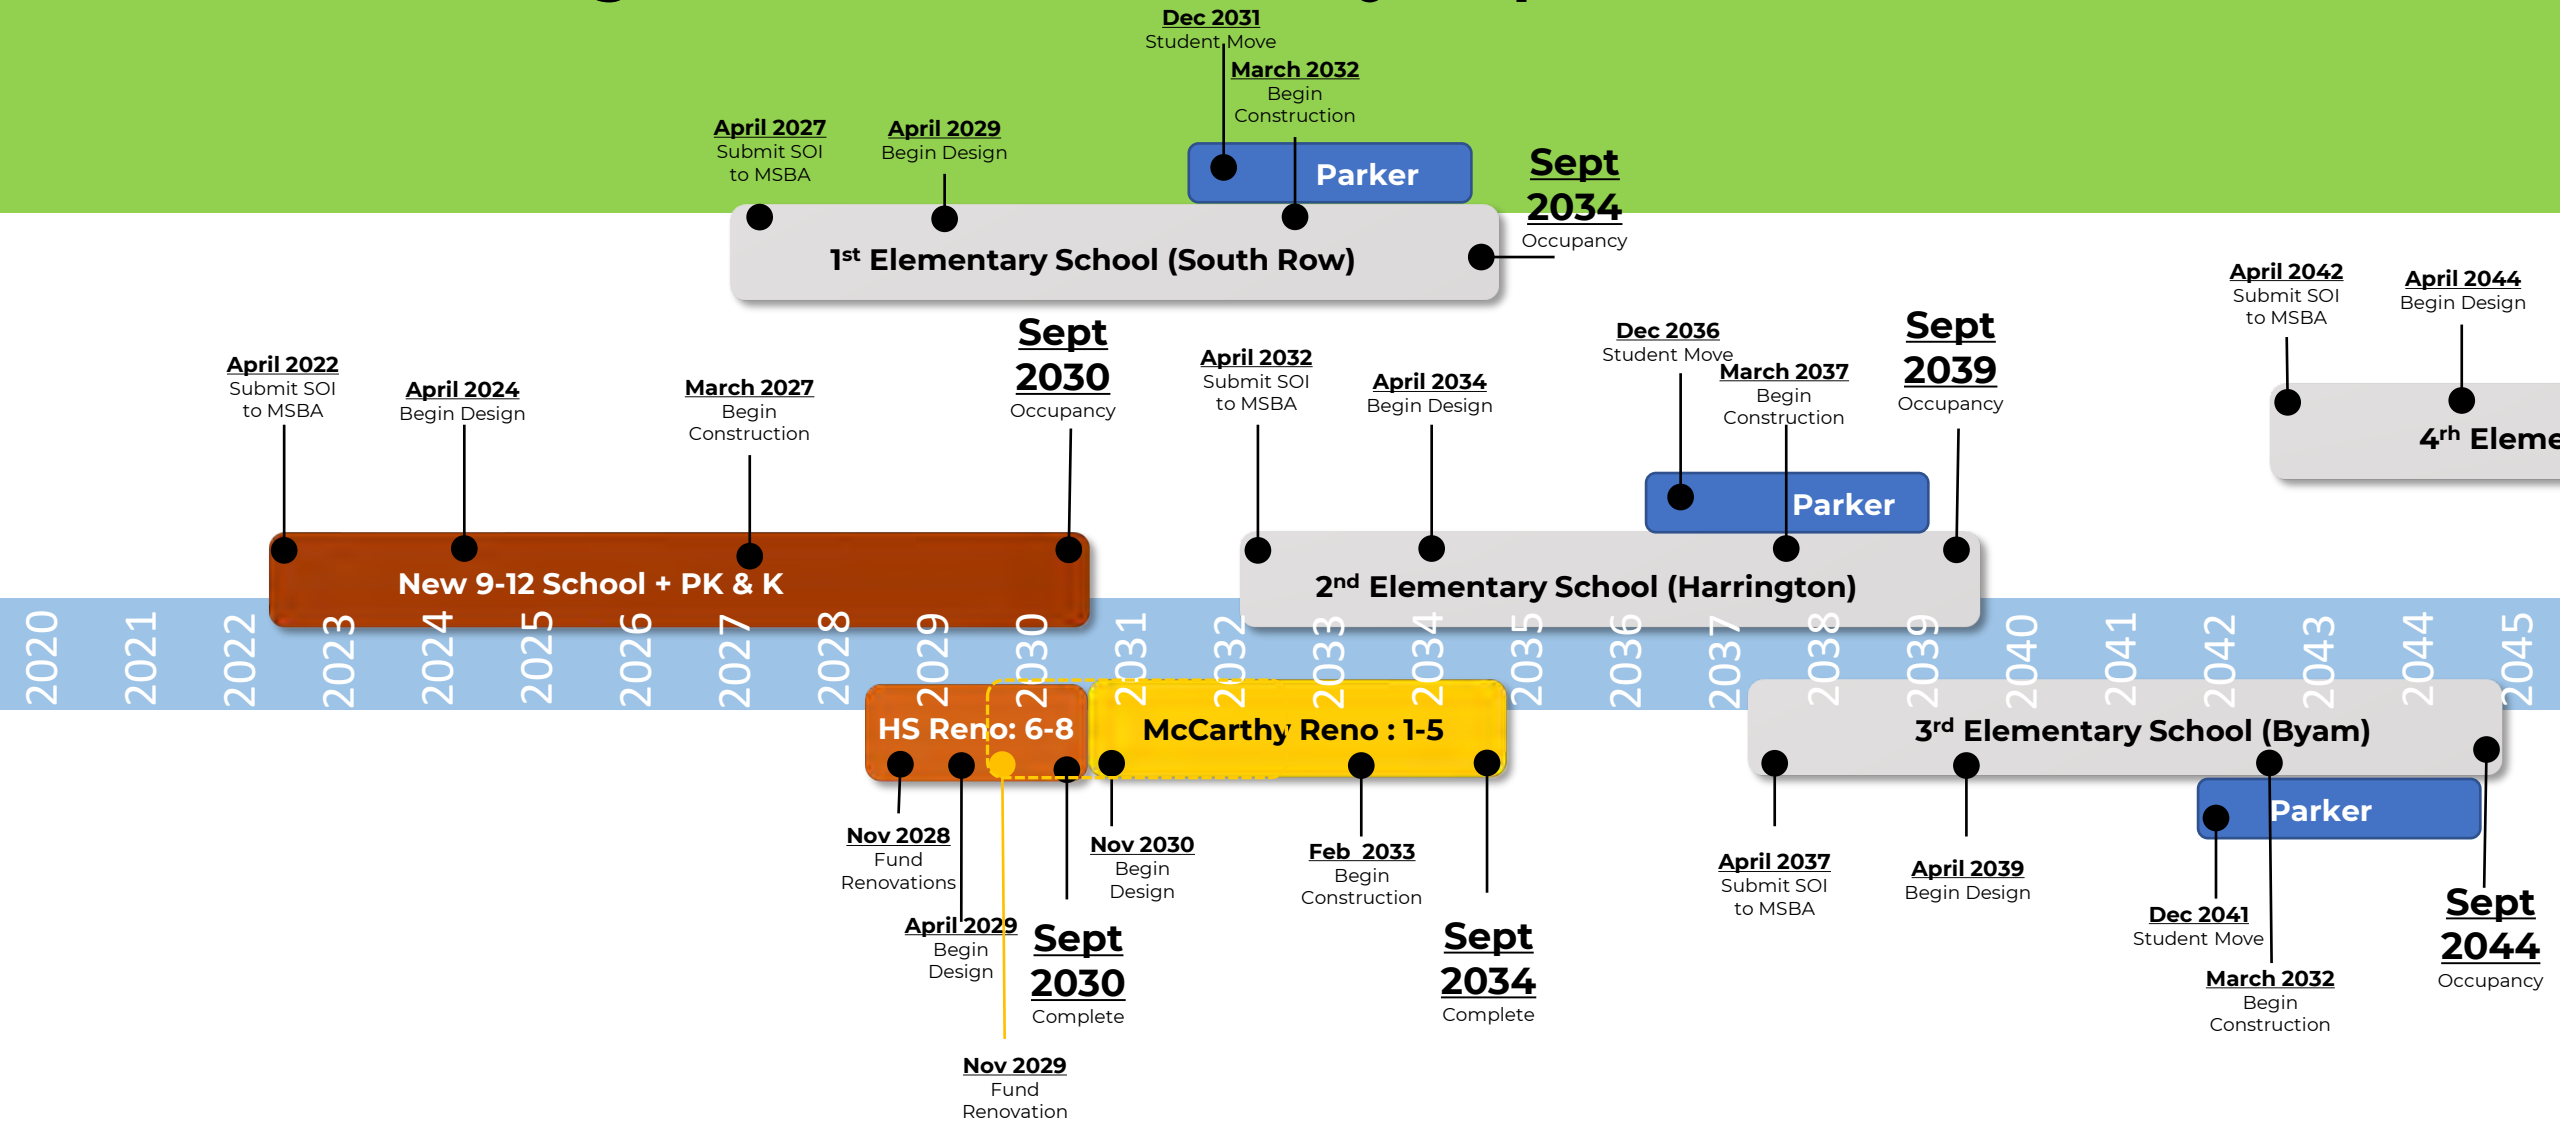 Dec 2031
Student Move
March 2032
Begin
Construction
April 2027
Submit SOI
to MSBA
April 2029
Begin Design
Parker
Sept
2034
Occupancy
1st Elementary School (South Row)
April 2042
Submit SOI
to MSBA
April 2044
Begin Design
4rh Eleme
April 2022
Submit SOI
to MSBA
April 2024
Begin Design
March 2027
Begin
Construction
Sept
2030
Occupancy
April 2032
Submit SOI
to MSBA
April 2034
Begin Design
Dec 2036
Student Move
March 2037
Begin
Construction
Sept
2039
Occupancy
Parker
New 9-12 School + PK & K
2nd Elementary School (Harrington)
2020
2021
2022
2023
2024
2025
2026
2027
2028
2029
2030
2031
2032
2033
2034
2035
2036
2037
2038
2039
2040
2041
2042
2043
2044
2045
HS Reno: 6-8
McCarthy Reno : 1-5
3rd Elementary School (Byam)
Parker
Nov 2028
Fund
Renovations
April 2029
Begin
Design
Sept
2030
Complete
Nov 2029
Fund
Renovation
Nov 2030
Begin
Design
Feb  2033
Begin
Construction
Sept
2034
Complete
April 2037
Submit SOI
to MSBA
April 2039
Begin Design
Dec 2041
Student Move
March 2032
Begin
Construction
Sept
2044
Occupancy